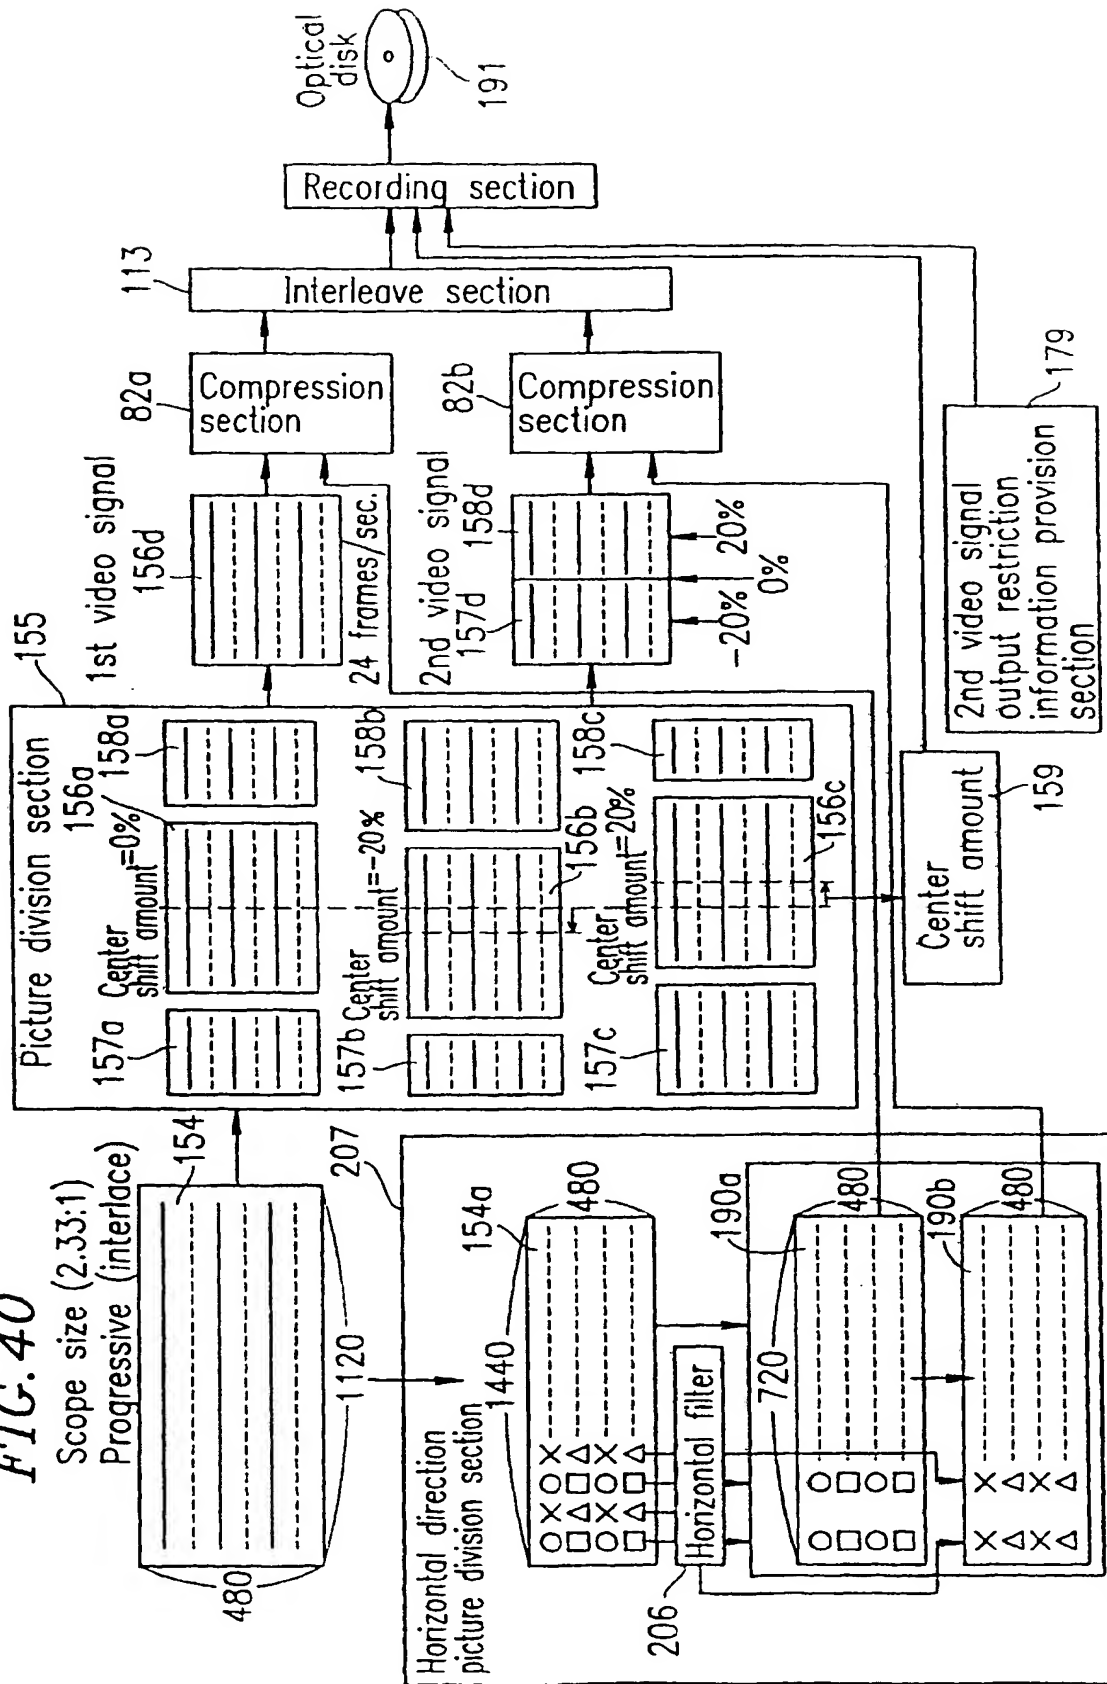 FIG. 40
Scope size (2.33:1)
Progressive (interlace)
154
480
1120
Picture division section
155
157a
Center
shift amount=0%
156a
158a
157b
Center
shift amount=-20%
156b
158b
157c
Center
shift amount=20%
156c
158c
1st video signal
156d
24 frames/sec.
2nd video signal
157d
158d
-20%
0%
20%
82a
Compression
section
82b
Compression
section
113
Interleave section
Recording section
Optical
disk
191
Center
shift amount
159
2nd video signal
output restriction
information provision
section
179
207
Horizontal direction
picture division section
1440
154a
480
206
Horizontal filter
720
190a
480
190b
480